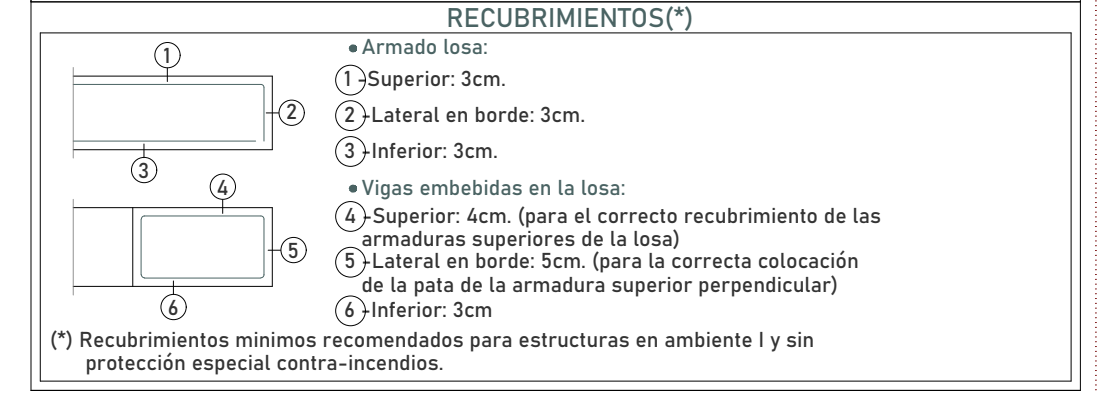 RECUBRIMIENTOS(*)
• Armado losa:
1 -Superior: 3cm.
2 -Lateral en borde: 3cm.
3 -Inferior: 3cm.
• Vigas embebidas en la losa:
4 -Superior: 4cm. (para el correcto recubrimiento de las
armaduras superiores de la losa)
5 -Lateral en borde: 5cm. (para la correcta colocación
de la pata de la armadura superior perpendicular)
6 -Inferior: 3cm
1
2
3
4
5
6
(*) Recubrimientos minimos recomendados para estructuras en ambiente I y sin
protección especial contra-incendios.